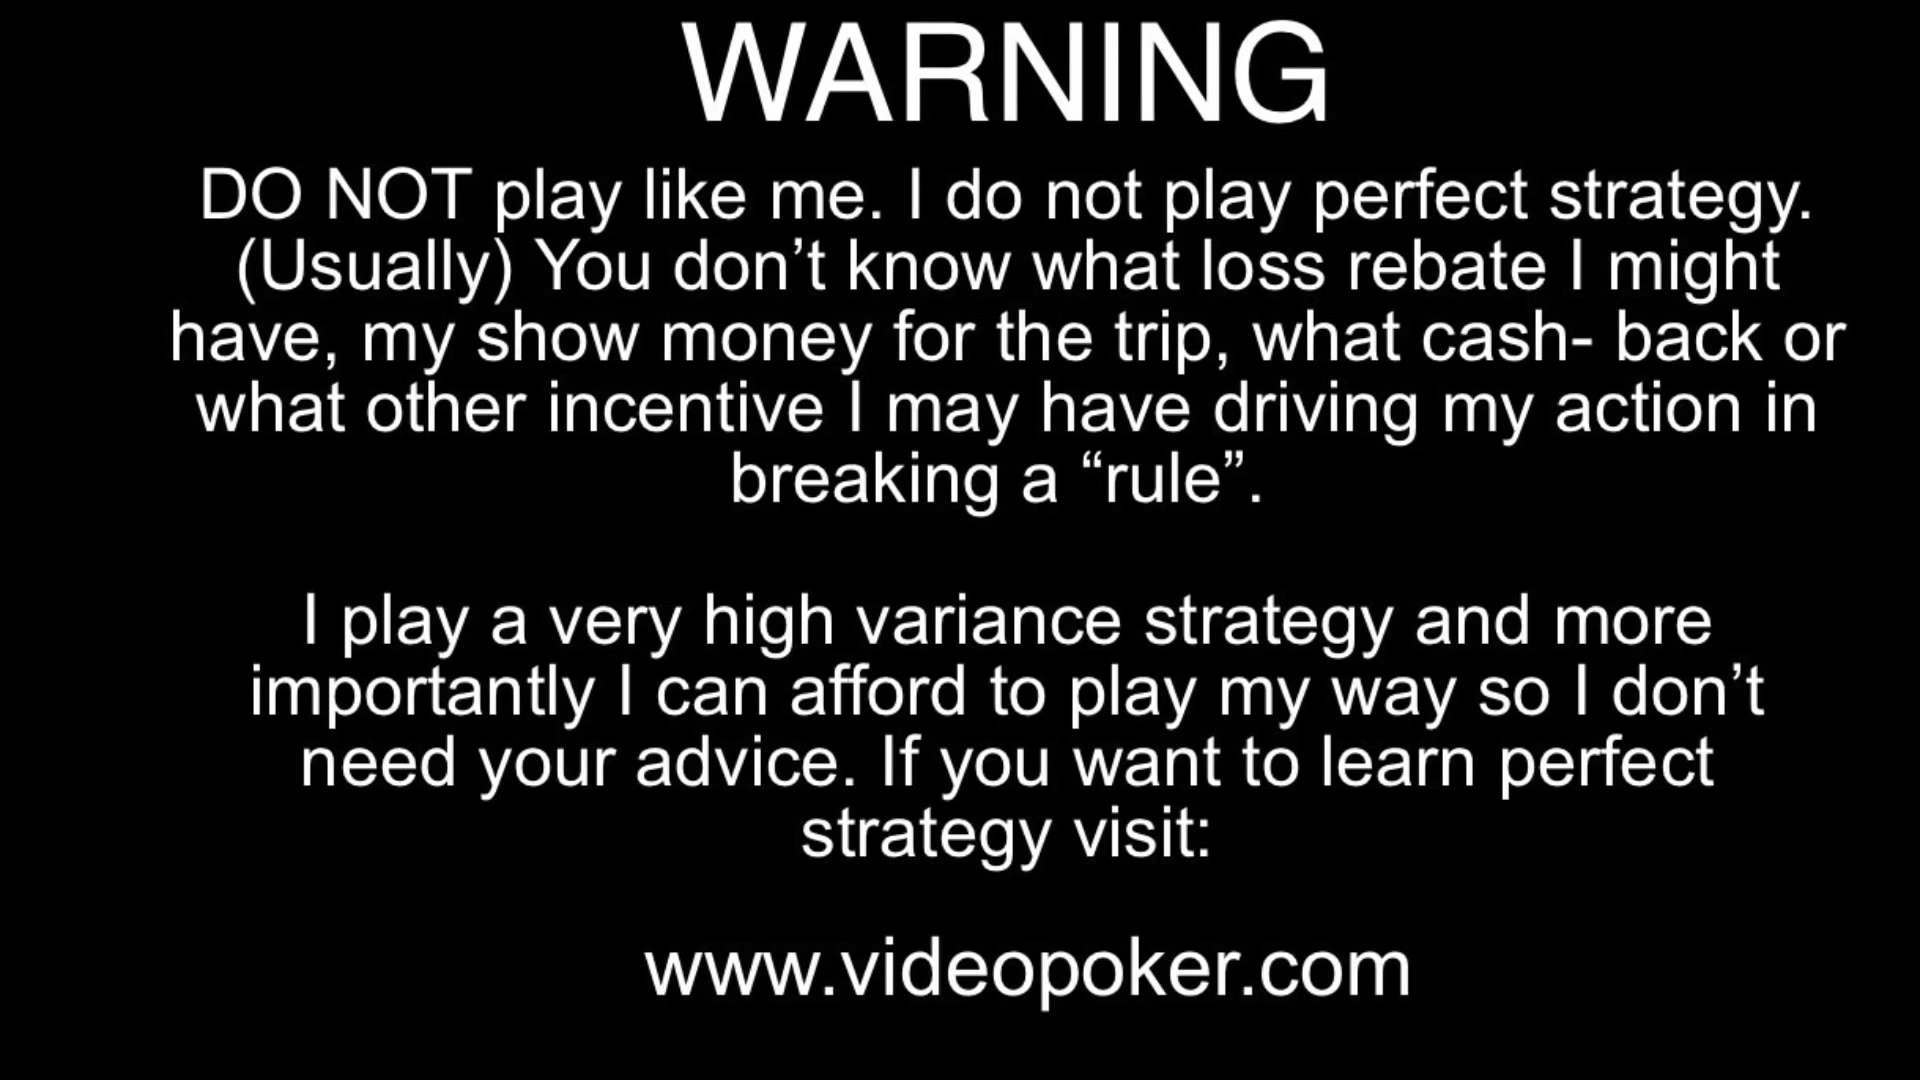 WARNING
DO NOT play like me. I do not play perfect strategy.
(Usually) You don’t know what loss rebate I might
have, my show money for the trip, what cash- back or
what other incentive I may have driving my action in
breaking a “rule”.
I play a very high variance strategy and more
importantly I can afford to play my way so I don’t
need your advice. If you want to learn perfect
strategy visit:
www.videopoker.com